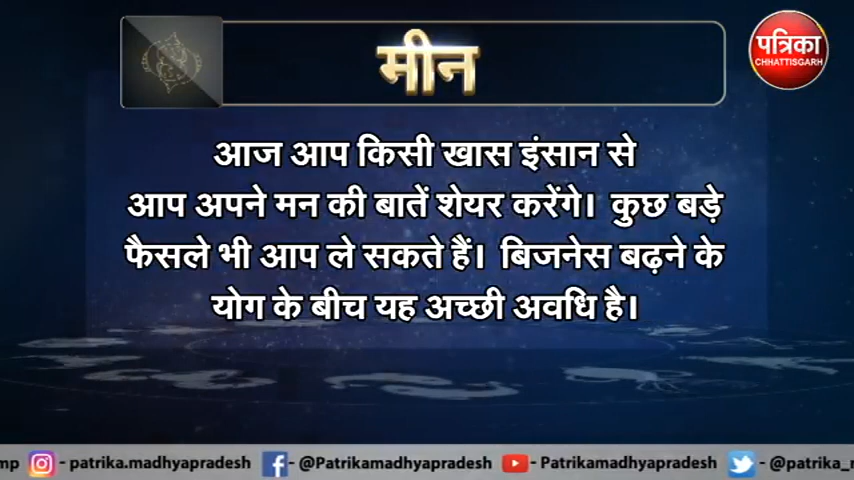 मीन
पत्रिका
CHHATTISGARH
आज आप किसी खास इंसान से
आप अपने मन की बातें शेयर करेंगे। कुछ बड़े
फैसले भी आप ले सकते हैं। बिजनेस बढ़ने के
योग के बीच यह अच्छी अवधि है।
mp - patrika.madhyapradesh - @Patrikamadhyapradesh - Patrikamadhyapradesh - @patrika_